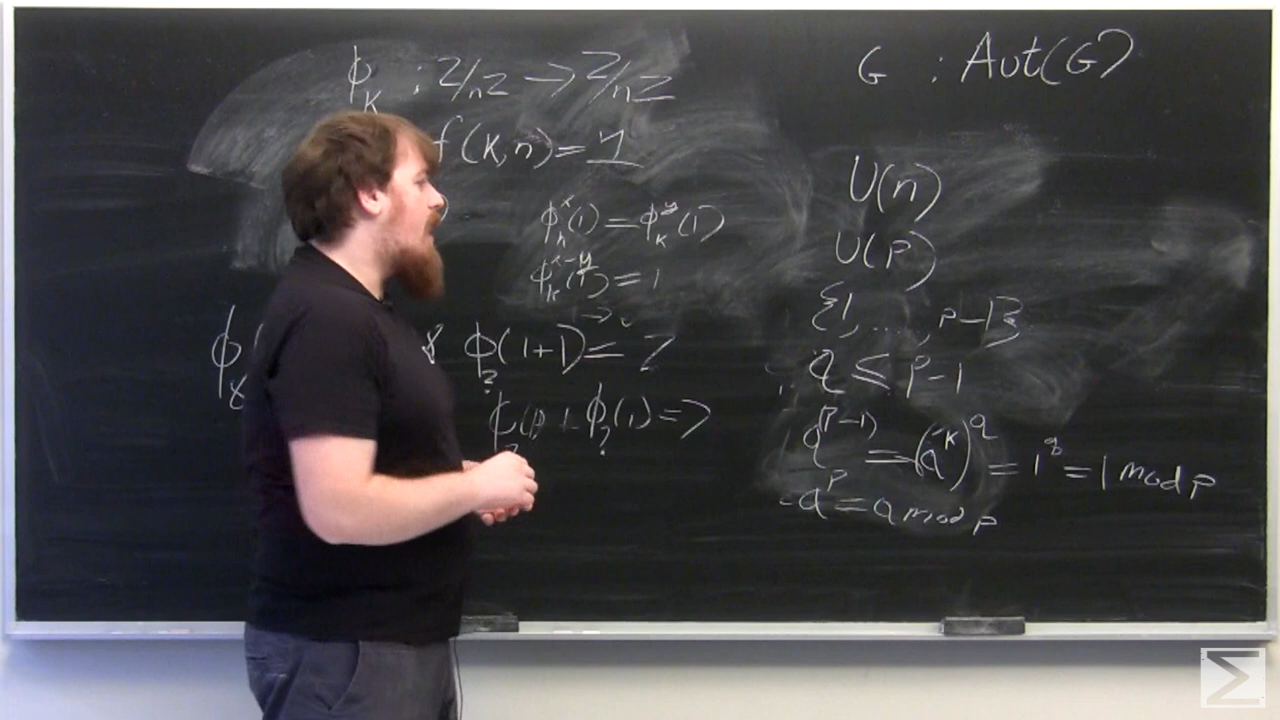 ϕ_K : Z/nZ → Z/nZ
f(K,n) = 1
ϕ^x(1) = ϕ_K^y(1)
ϕ_K^{x-y}(1) = 1
ϕ_?(1+1) =
ϕ_?(1) + ϕ_?(1) =
G : Aut(G)
U(n)
U(p)
{1, ...., p-1}
a ≤ p-1
a^{(p-1)} = (a^K)^q = 1^q = 1 mod p
a^p = a mod p
Σ